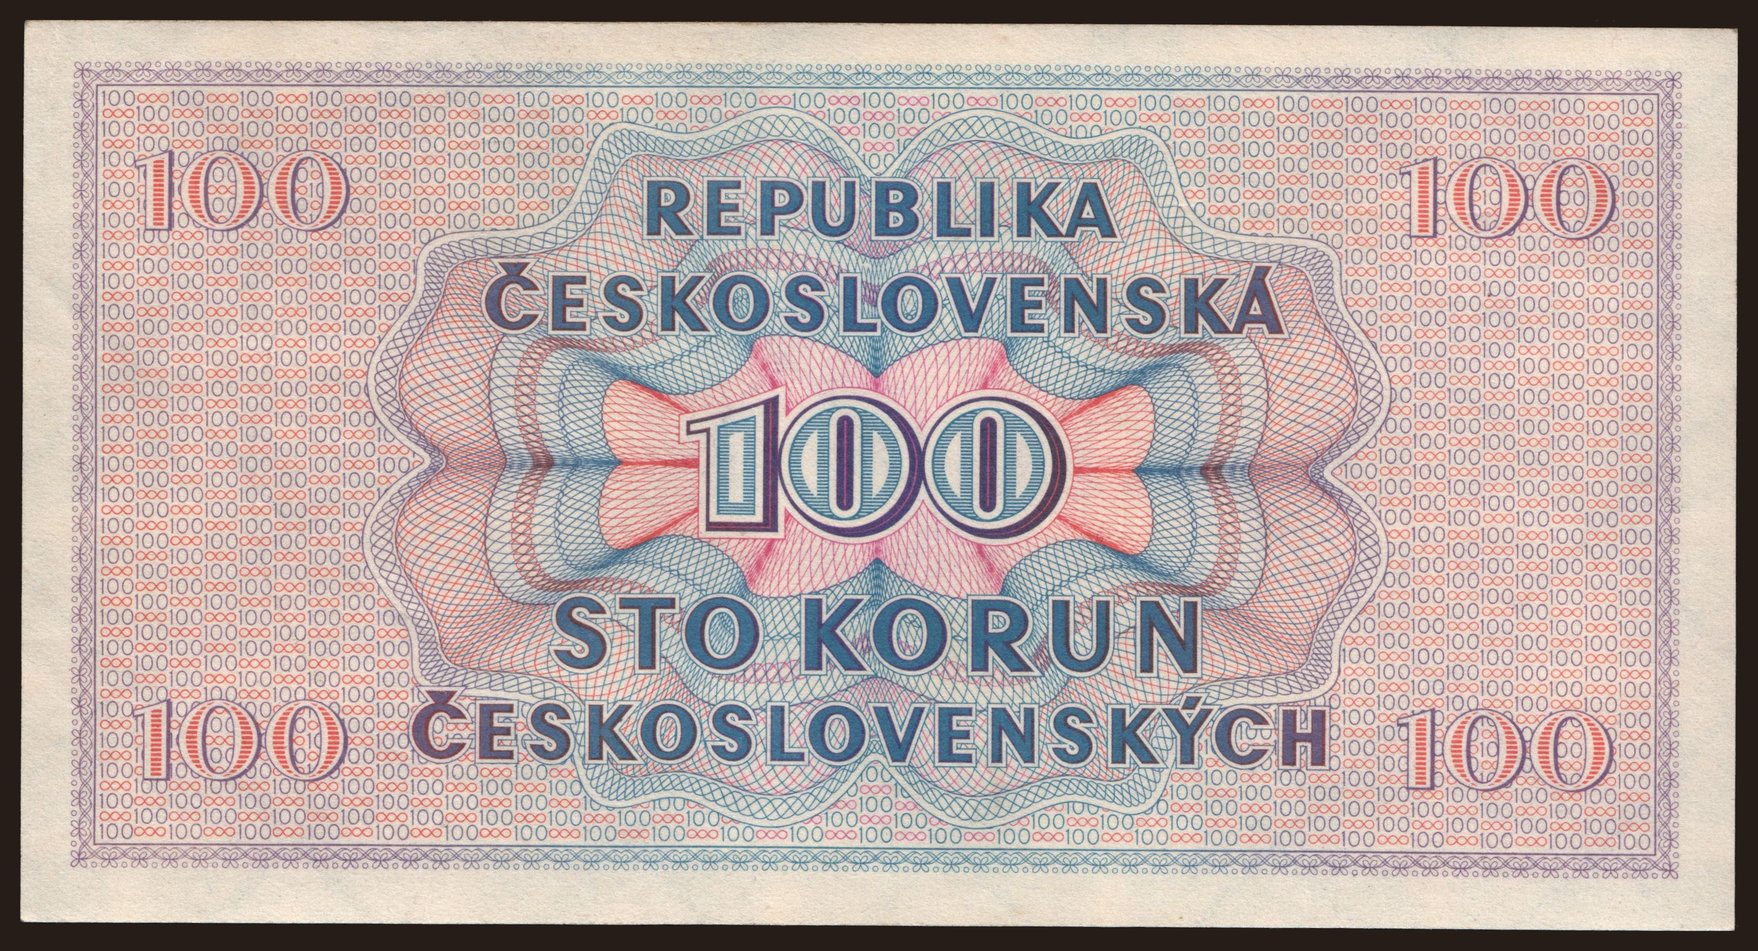 100 100
REPUBLIKA
ČESKOSLOVENSKÁ
100
STO KORUN
ČESKOSLOVENSKÝCH
100 100